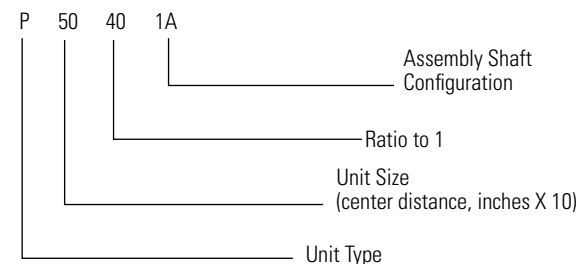 P 50 40 1A
Assembly Shaft
Configuration
Ratio to 1
Unit Size
(center distance, inches X 10)
Unit Type